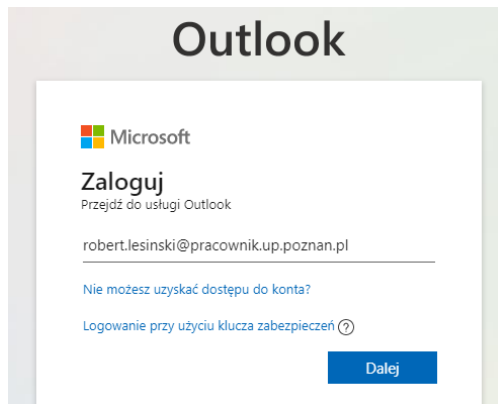 Outlook
Microsoft
Zaloguj
Przejdź do usługi Outlook
robert.lesinski@pracownik.up.poznan.pl
Nie możesz uzyskać dostępu do konta?
Logowanie przy użyciu klucza zabezpieczeń ?
Dalej